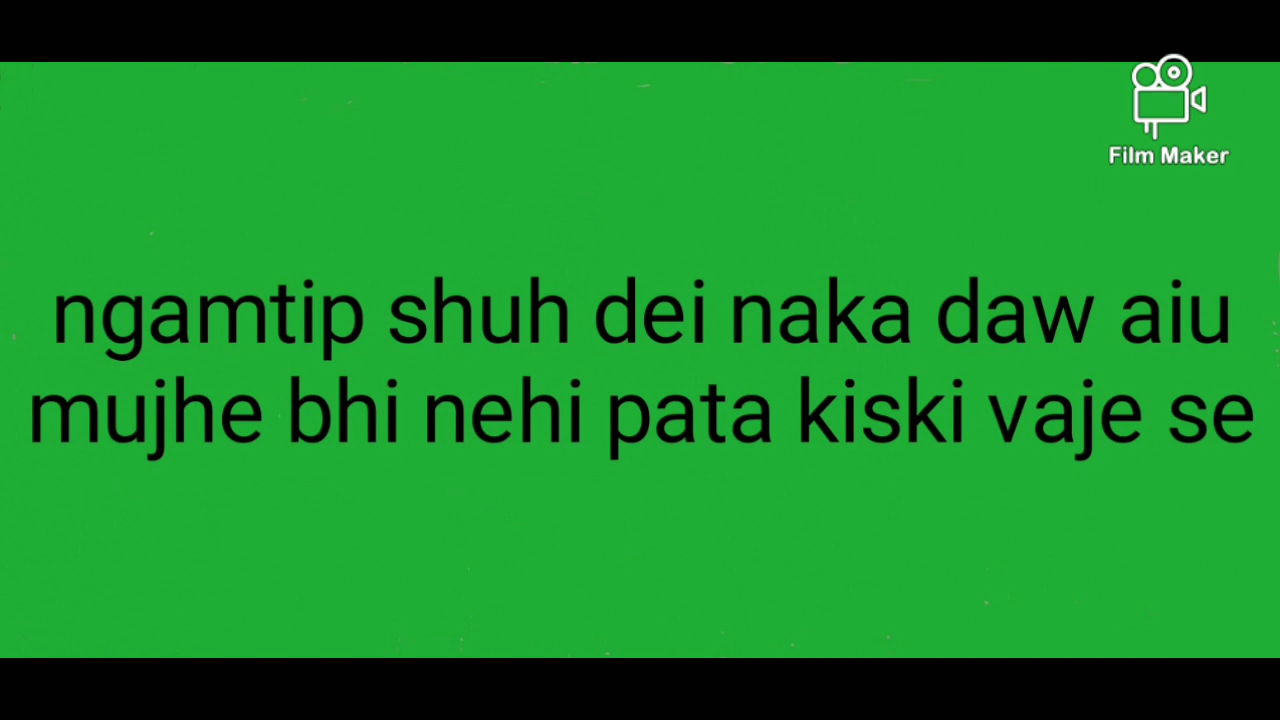 Film Maker
ngamtip shuh dei naka daw aiu
mujhe bhi nehi pata kiski vaje se